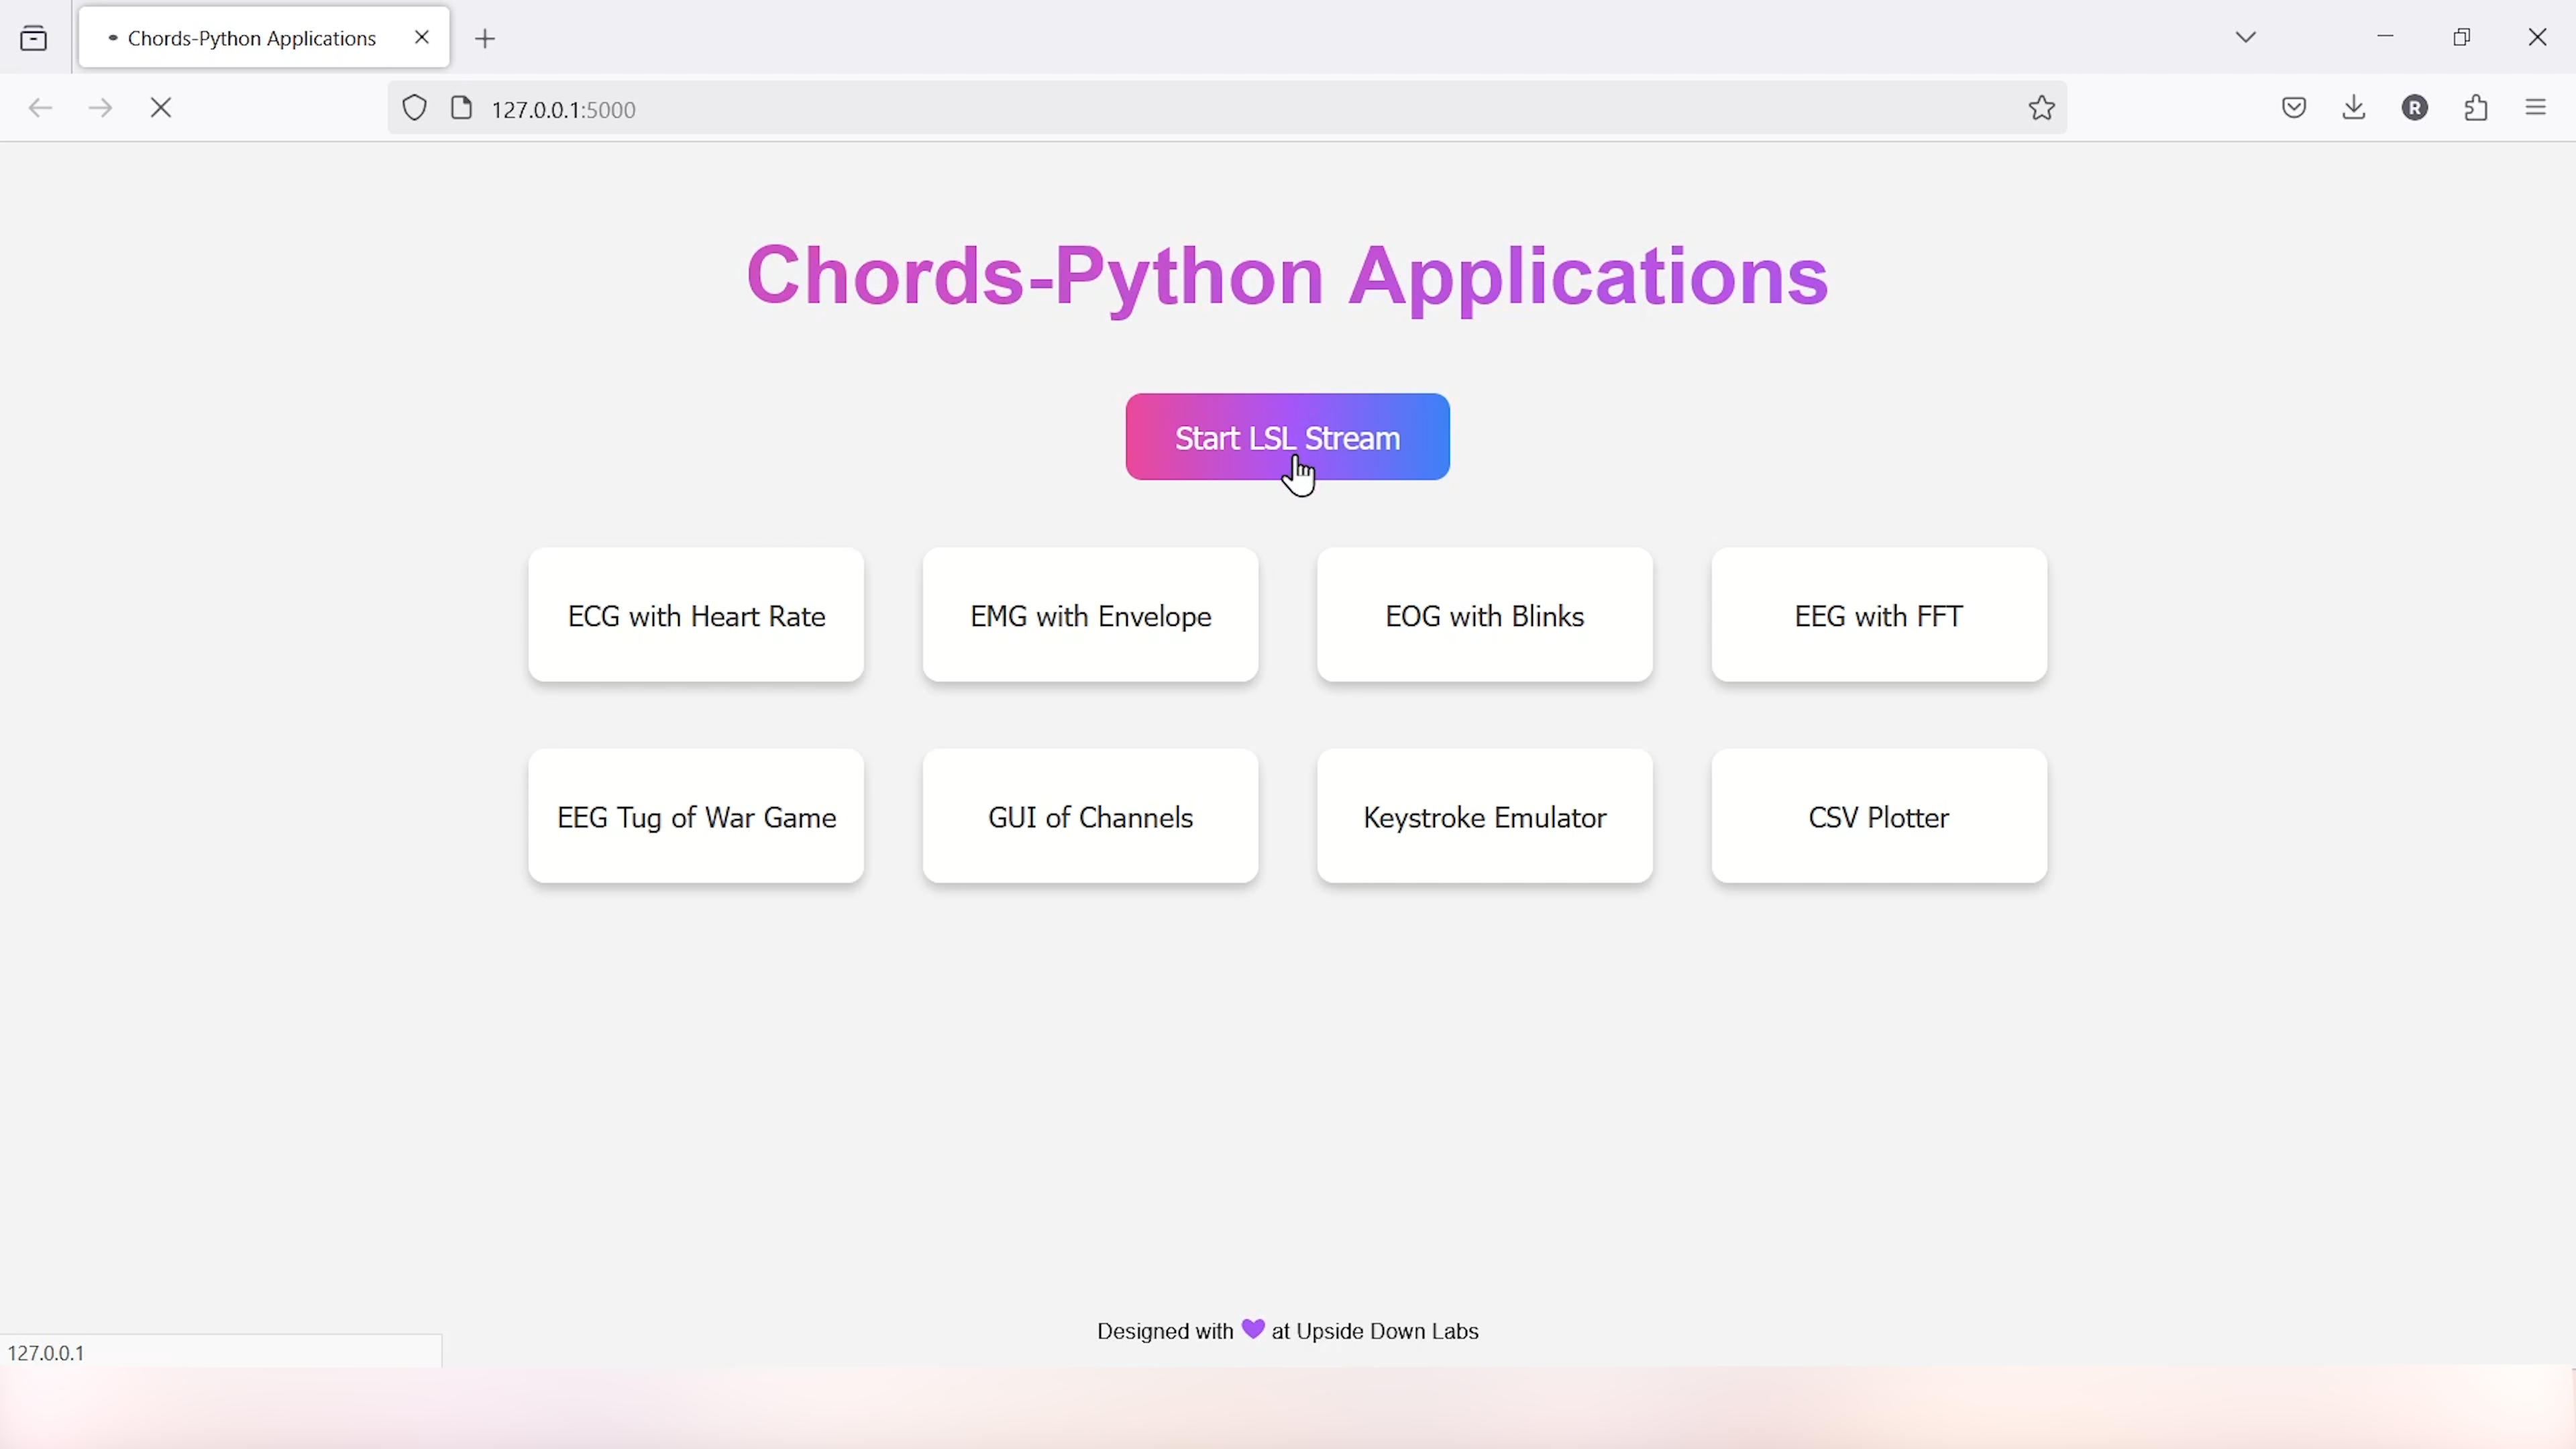 Chords-Python Applications
127.0.0.1:5000
R
Chords-Python Applications
Start LSL Stream
ECG with Heart Rate
EMG with Envelope
EOG with Blinks
EEG with FFT
EEG Tug of War Game
GUI of Channels
Keystroke Emulator
CSV Plotter
Designed with 💜 at Upside Down Labs
127.0.0.1